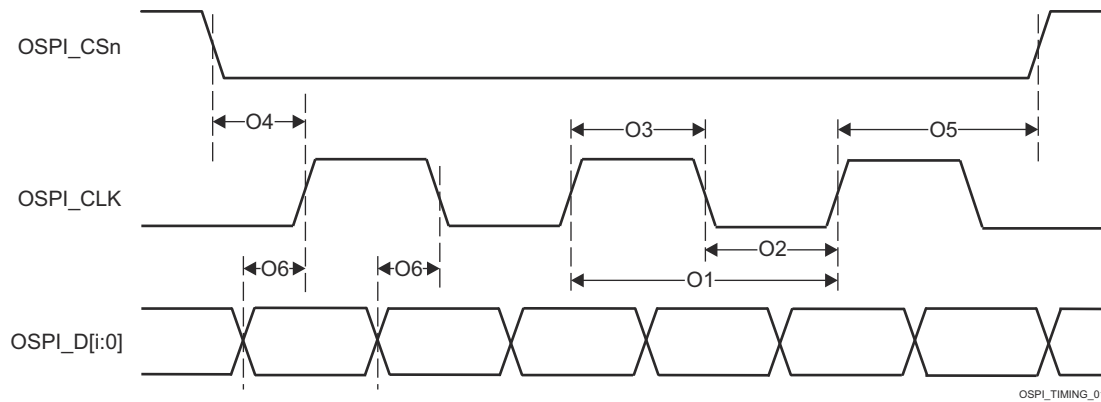 OSPI_CSn
O4
O3
O5
OSPI_CLK
O2
O6
O6
O1
OSPI_D[i:0]
OSPI_TIMING_0